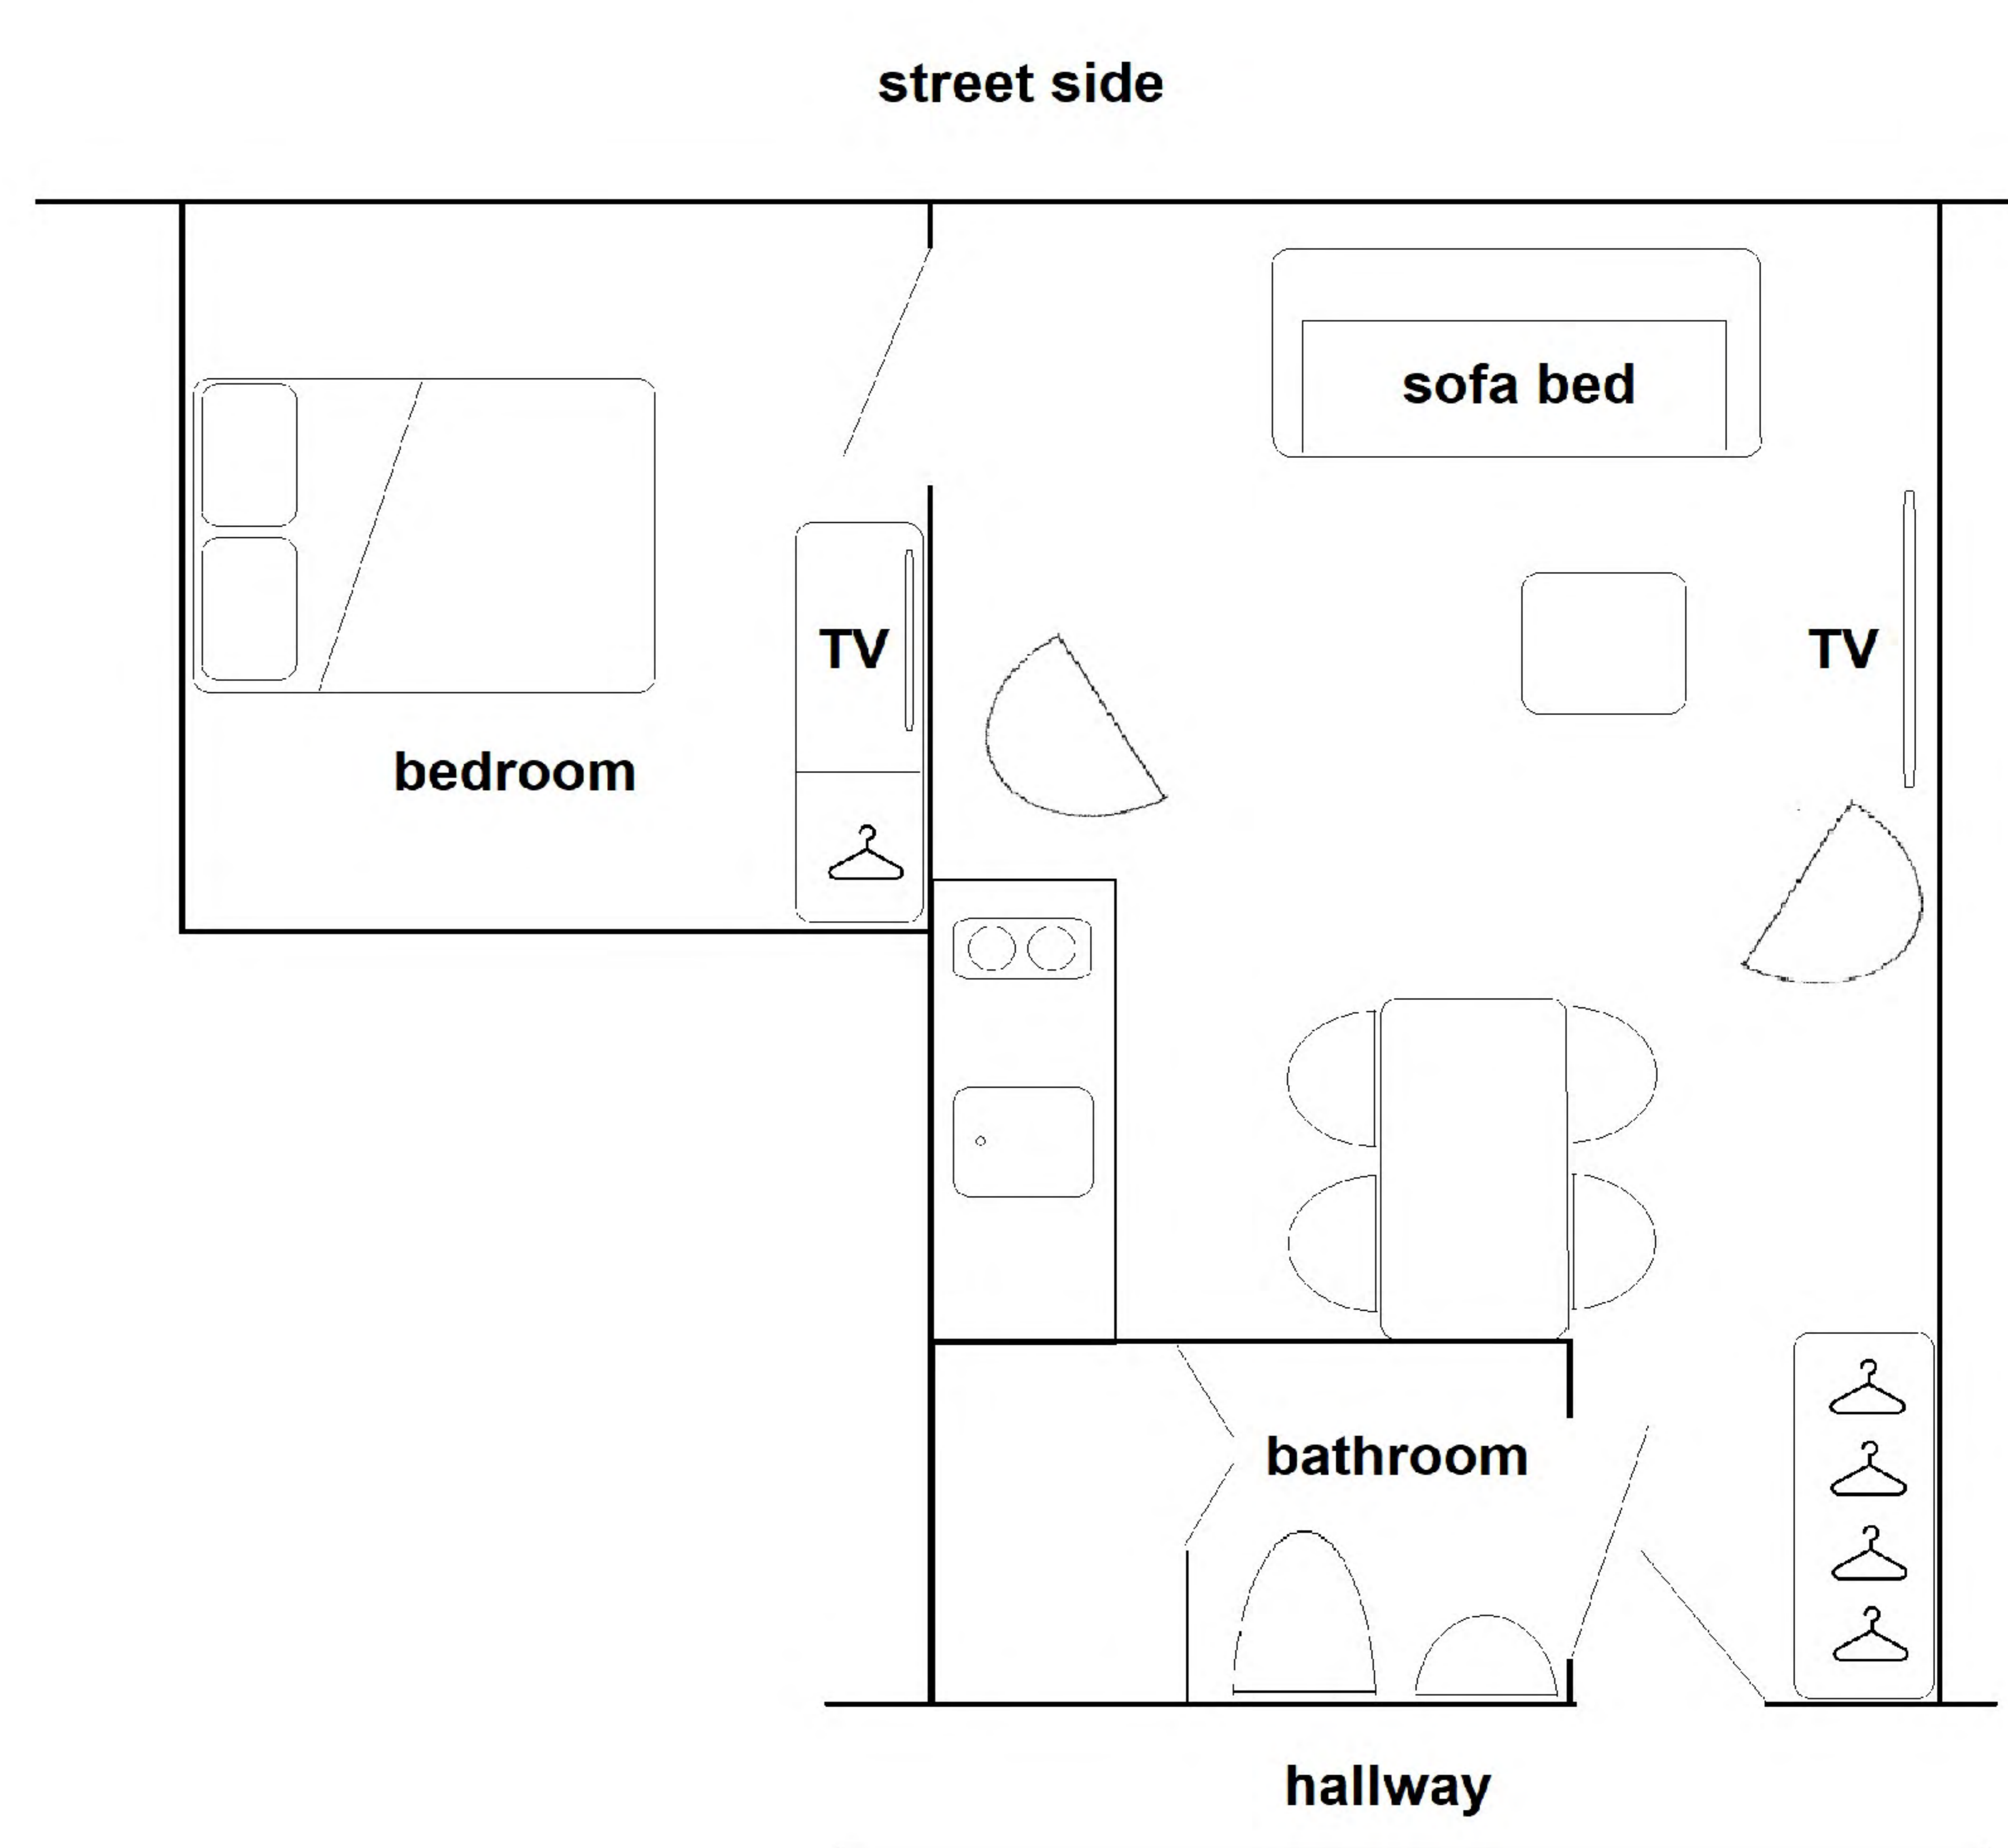 street side
sofa bed
TV
TV
bedroom
bathroom
hallway